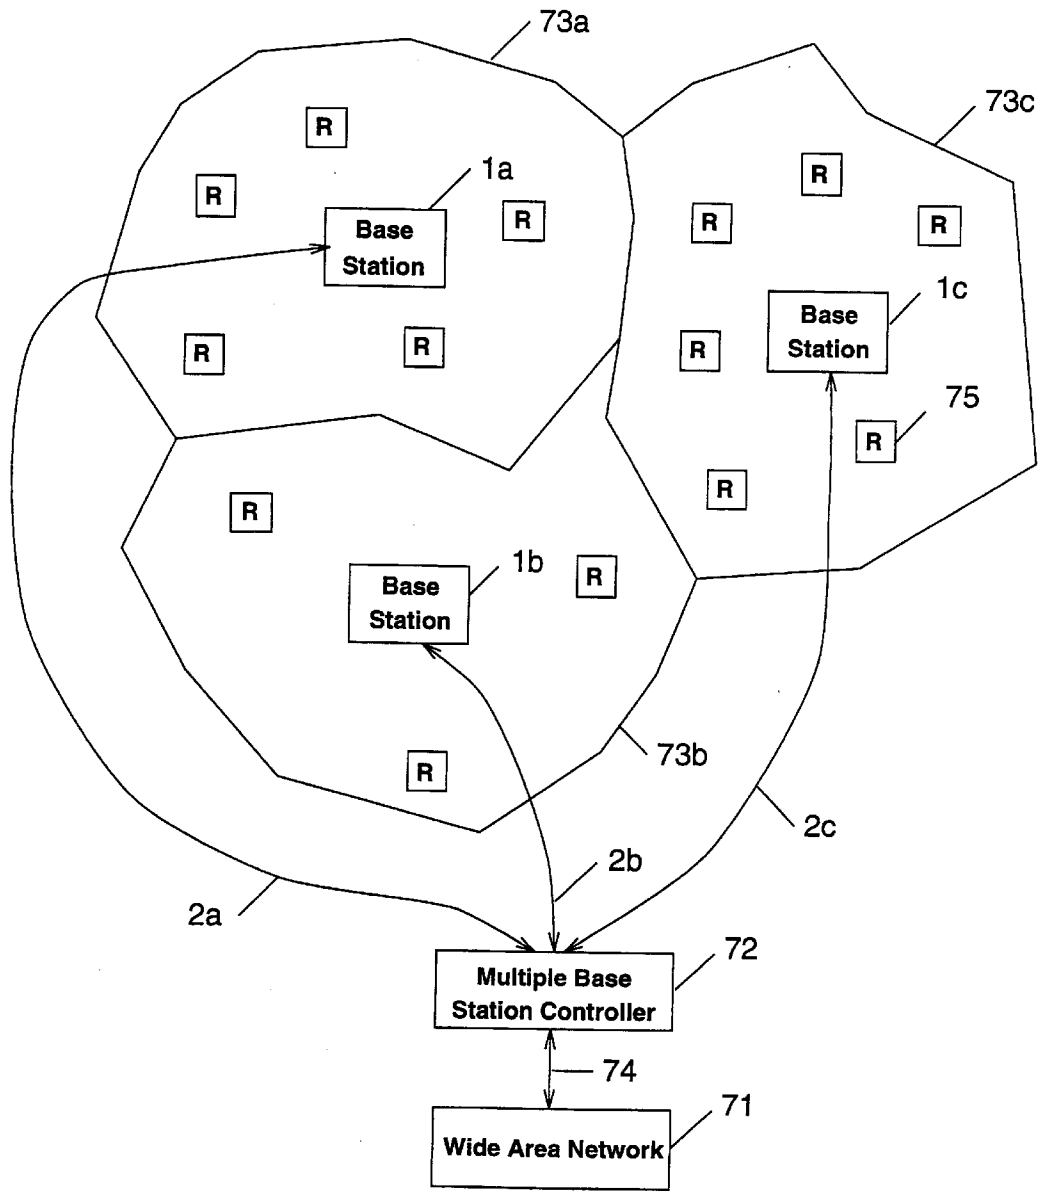 73a
73c
R
1a
R
R
R
R
R
R
Base
Station
1c
Base
Station
R
R
R
75
R
R
R
1b
R
Base
Station
73b
R
2c
2b
2a
72
Multiple Base
Station Controller
74
71
Wide Area Network